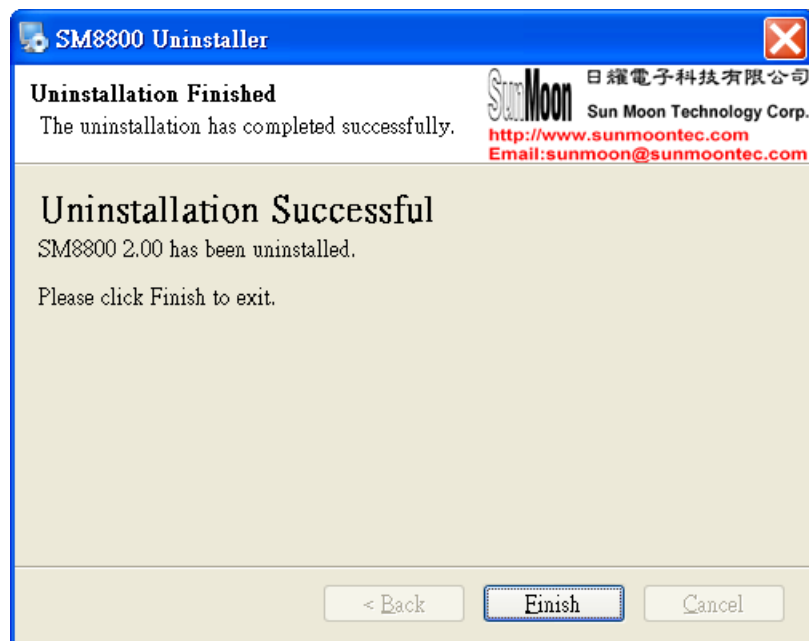 SM8800 Uninstaller
Uninstallation Finished
The uninstallation has completed successfully.
SunMoon
日耀電子科技有限公司
Sun Moon Technology Corp.
http://www.sunmoontec.com
Email:sunmoon@sunmoontec.com
Uninstallation Successful
SM8800 2.00 has been uninstalled.
Please click Finish to exit.
< Back
Finish
Cancel